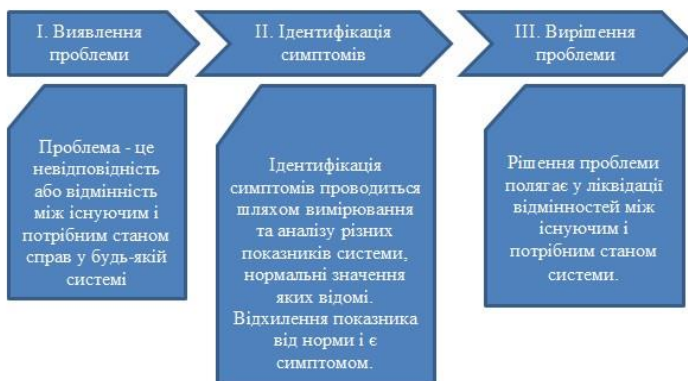 І. Виявлення
проблеми
ІІ. Ідентифікація
симптомів
ІІІ. Вирішення
проблеми
Проблема - це
невідповідність
або відмінність
між існуючим і
потрібним станом
справ у будь-якій
системі
Ідентифікація
симптомів проводиться
шляхом вимірювання
та аналізу різних
показників системи,
нормальні значення
яких відомі.
Відхилення показника
від норми і є
симптомом.
Рішення проблеми
полягає у ліквідації
відмінностей між
існуючим і
потрібним станом
системи.